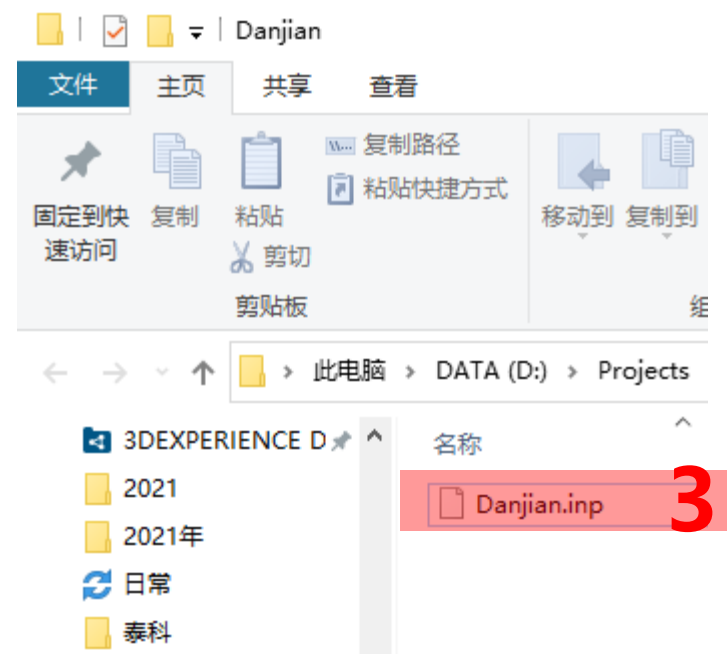 Danjian
文件 主页 共享 查看
复制路径
粘贴快捷方式
固定到快速访问
复制
粘贴
剪切
移动到 复制到
剪贴板
组
此电脑 > DATA (D:) > Projects
3DEXPERIENCE D
名称
2021
Danjian.inp
3
2021年
日常
泰科